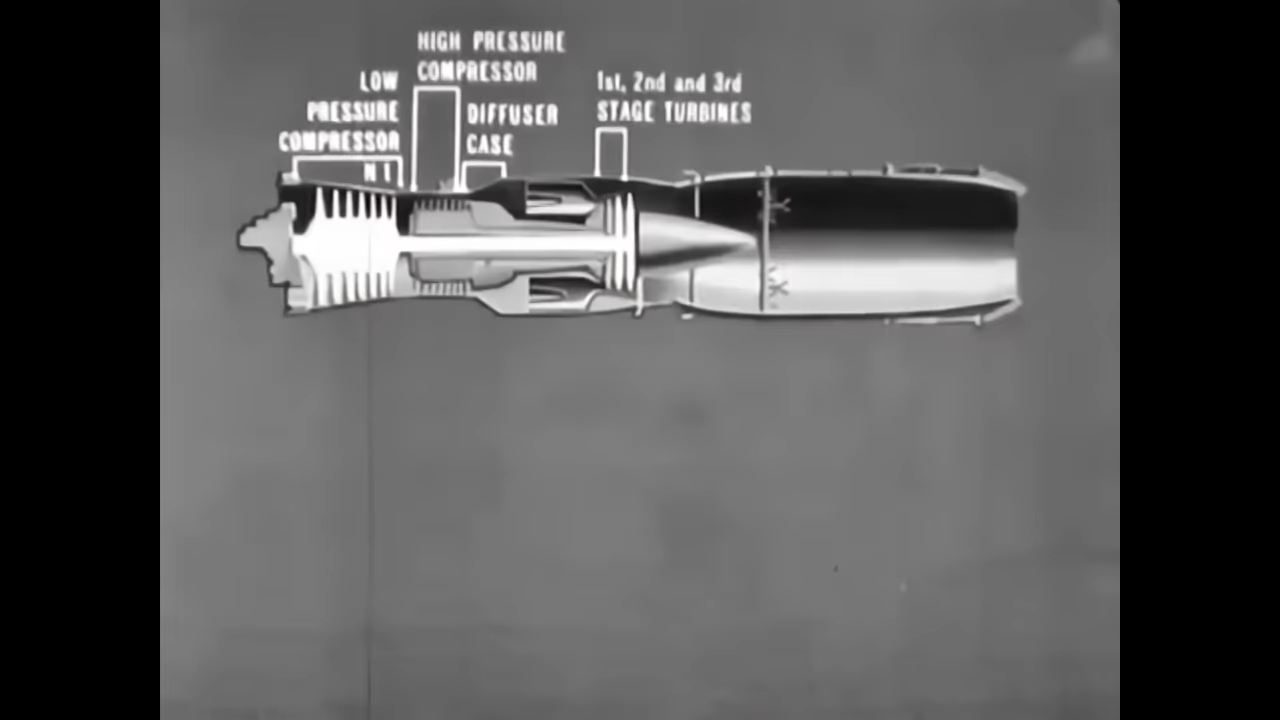 LOW
PRESSURE
COMPRESSOR
N 1
HIGH PRESSURE
COMPRESSOR
DIFFUSER
CASE
1st, 2nd and 3rd
STAGE TURBINES